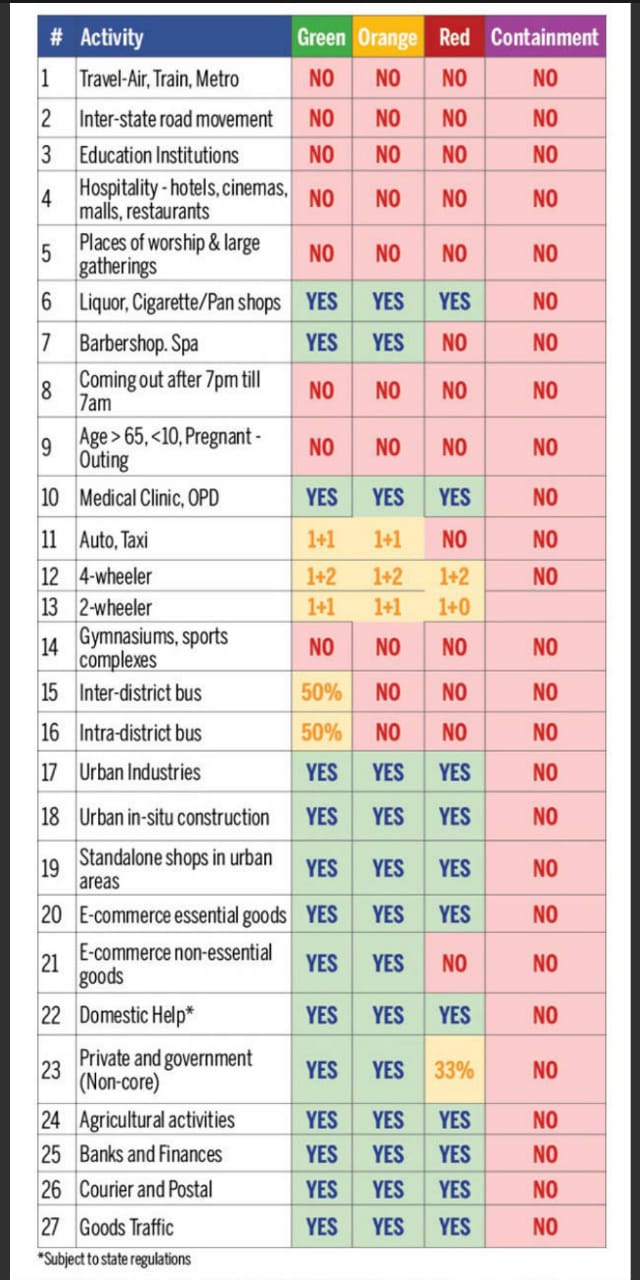 # Activity Green Orange Red Containment
1 Travel-Air, Train, Metro NO NO NO NO
2 Inter-state road movement NO NO NO NO
3 Education Institutions NO NO NO NO
4 Hospitality - hotels, cinemas, malls, restaurants NO NO NO NO
5 Places of worship & large gatherings NO NO NO NO
6 Liquor, Cigarette/Pan shops YES YES YES NO
7 Barbershop. Spa YES YES NO NO
8 Coming out after 7pm till 7am NO NO NO NO
9 Age > 65, <10, Pregnant - Outing NO NO NO NO
10 Medical Clinic, OPD YES YES YES NO
11 Auto, Taxi 1+1 1+1 NO NO
12 4-wheeler 1+2 1+2 1+2 NO
13 2-wheeler 1+1 1+1 1+0
14 Gymnasiums, sports complexes NO NO NO NO
15 Inter-district bus 50% NO NO NO
16 Intra-district bus 50% NO NO NO
17 Urban Industries YES YES YES NO
18 Urban in-situ construction YES YES YES NO
19 Standalone shops in urban areas YES YES YES NO
20 E-commerce essential goods YES YES YES NO
21 E-commerce non-essential goods YES YES NO NO
22 Domestic Help* YES YES YES NO
23 Private and government (Non-core) YES YES 33% NO
24 Agricultural activities YES YES YES NO
25 Banks and Finances YES YES YES NO
26 Courier and Postal YES YES YES NO
27 Goods Traffic YES YES YES NO
*Subject to state regulations